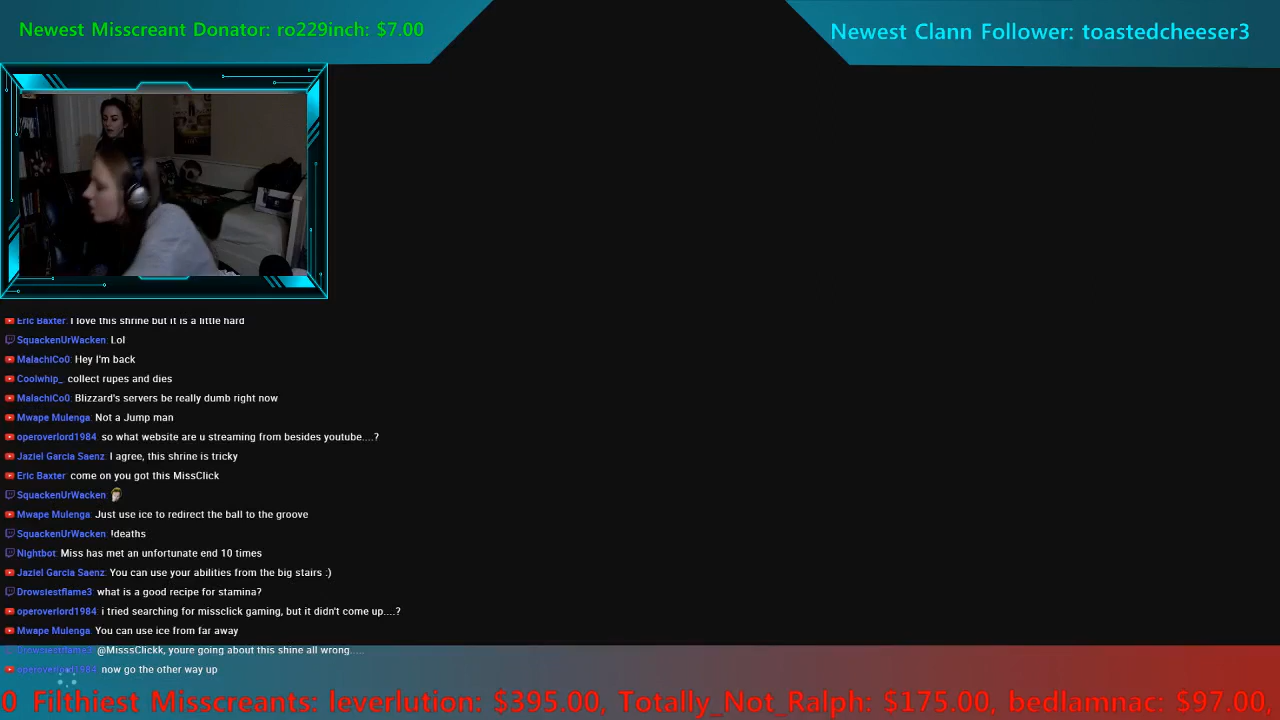 Newest Misscreant Donator: ro229inch: $7.00
Newest Clann Follower: toastedcheeser3
Eric Baxter: I love this shrine but it is a little hard
SquackenUrWacken: Lol
MalachiCo0: Hey I'm back
Coolwhip_: collect rupes and dies
MalachiCo0: Blizzard's servers be really dumb right now
Mwape Mulenga: Not a Jump man
operoverlord1984: so what website are u streaming from besides youtube....?
Jaziel Garcia Saenz: I agree, this shrine is tricky
Eric Baxter: come on you got this MissClick
SquackenUrWacken:
Mwape Mulenga: Just use ice to redirect the ball to the groove
SquackenUrWacken: !deaths
Nightbot: Miss has met an unfortunate end 10 times
Jaziel Garcia Saenz: You can use your abilities from the big stairs :)
Drowsiestflame3: what is a good recipe for stamina?
operoverlord1984: i tried searching for missclick gaming, but it didn't come up....?
Mwape Mulenga: You can use ice from far away
Drowsiestflame3: @MisssClickk, youre going about this shine all wrong.....
operoverlord1984: now go the other way up
0 Filthiest Misscreants: leverlution: $395.00, Totally_Not_Ralph: $175.00, bedlamnac: $97.00,